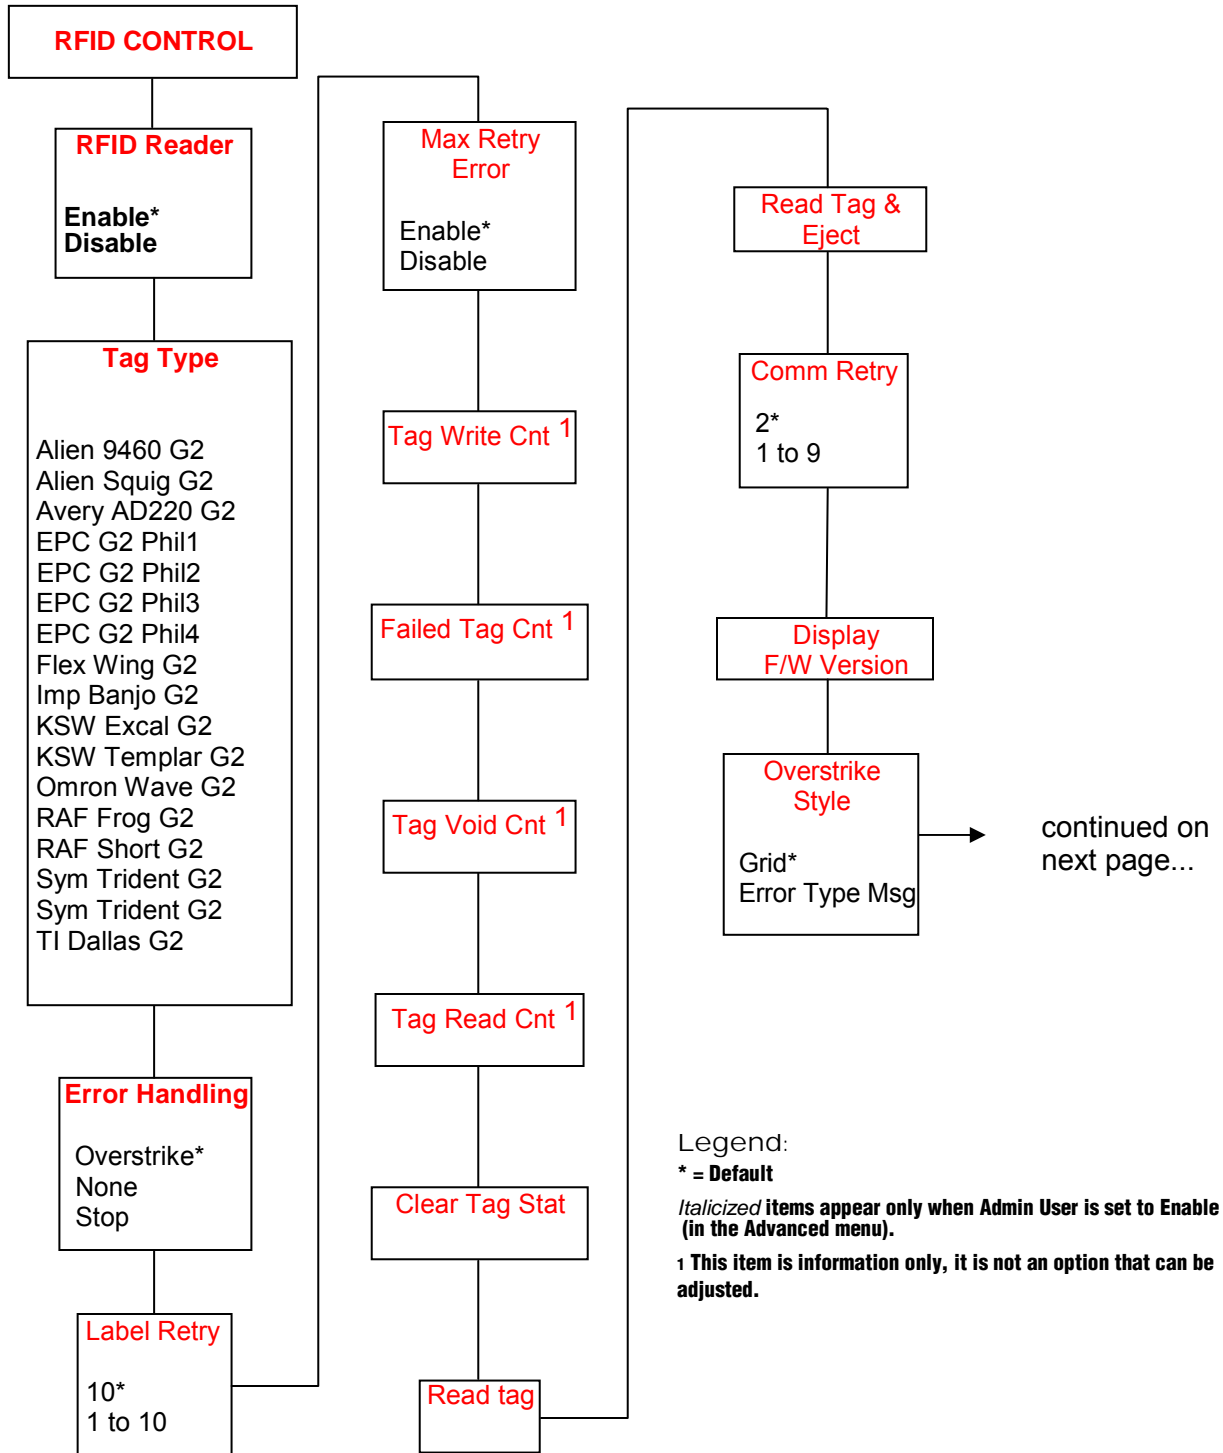 RFID CONTROL
RFID Reader
Enable*
Disable
Tag Type
Alien 9460 G2
Alien Squig G2
Avery AD220 G2
EPC G2 Phil1
EPC G2 Phil2
EPC G2 Phil3
EPC G2 Phil4
Flex Wing G2
Imp Banjo G2
KSW Excal G2
KSW Templar G2
Omron Wave G2
RAF Frog G2
RAF Short G2
Sym Trident G2
Sym Trident G2
TI Dallas G2
Error Handling
Overstrike*
None
Stop
Label Retry
10*
1 to 10
Max Retry
Error
Enable*
Disable
Tag Write Cnt 1
Failed Tag Cnt 1
Tag Void Cnt 1
Tag Read Cnt 1
Clear Tag Stat
Read tag
Read Tag &
Eject
Comm Retry
2*
1 to 9
Display
F/W Version
Overstrike
Style
Grid*
Error Type Msg
continued on
next page...
Legend:
* = Default
Italicized items appear only when Admin User is set to Enable
(in the Advanced menu).
1 This item is information only, it is not an option that can be
adjusted.